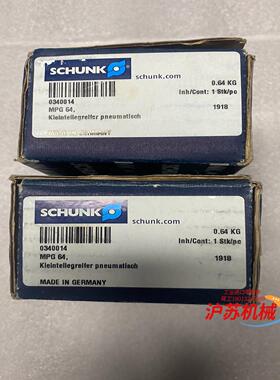 SCHUNK
schunk.com
0.64 KG
Inh/Cont: 1 Stk/pc
0340014
MPG 64,
1918
Kleinteilegreifer pneumatisch
GERMANY
SCHUNK
schunk.com
0.64 KG
Inh/Cont: 1 Stk/pc
0340014
MPG 64,
1918
Kleinteilegreifer pneumatisch
MADE IN GERMANY
沪苏机械